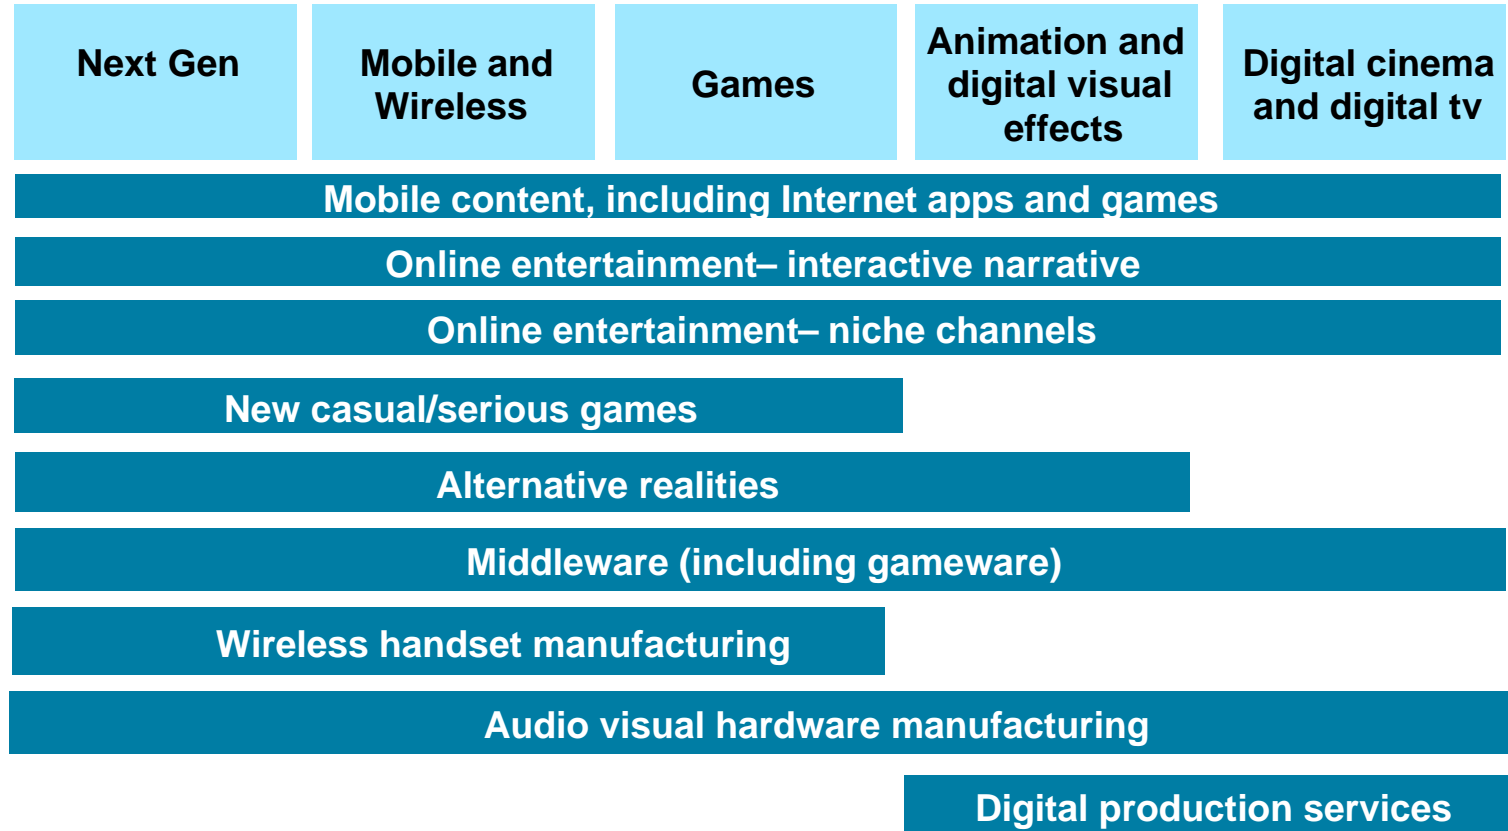 Next Gen
Mobile and
Wireless
Games
Animation and
digital visual
effects
Digital cinema
and digital tv
Mobile content, including Internet apps and games
Online entertainment– interactive narrative
Online entertainment– niche channels
New casual/serious games
Alternative realities
Middleware (including gameware)
Wireless handset manufacturing
Audio visual hardware manufacturing
Digital production services